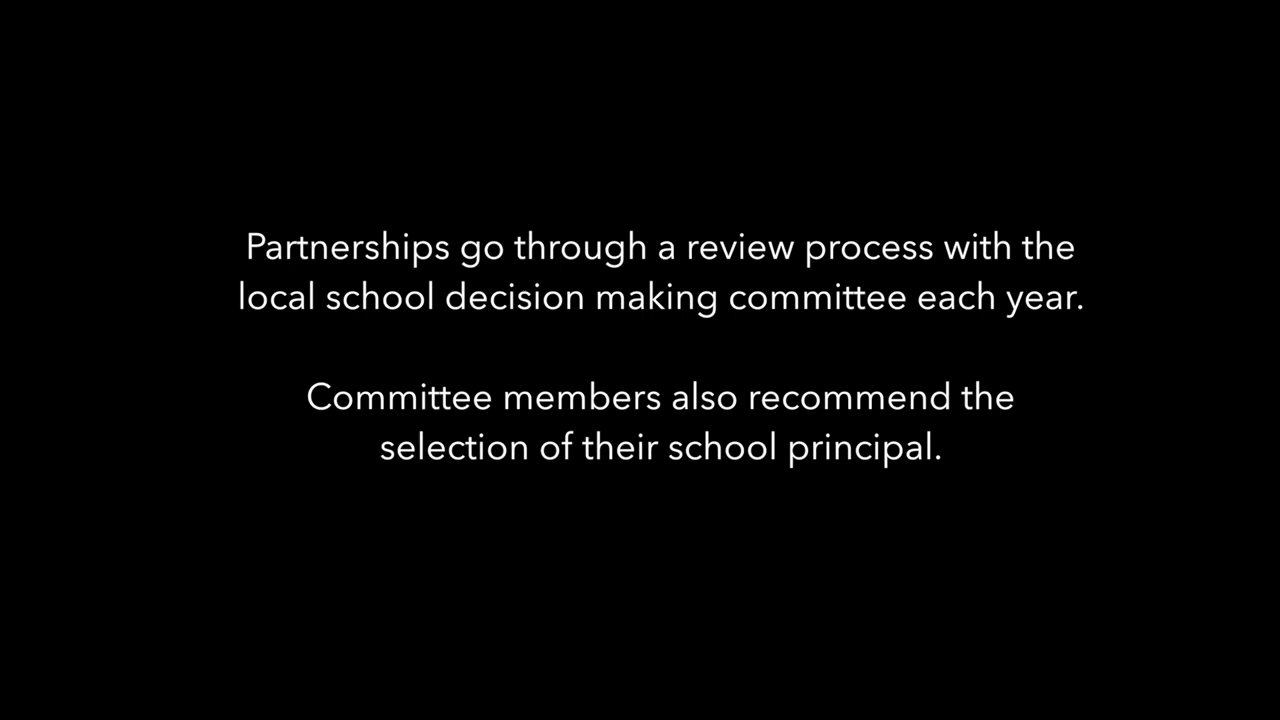 Partnerships go through a review process with the
local school decision making committee each year.
Committee members also recommend the
selection of their school principal.